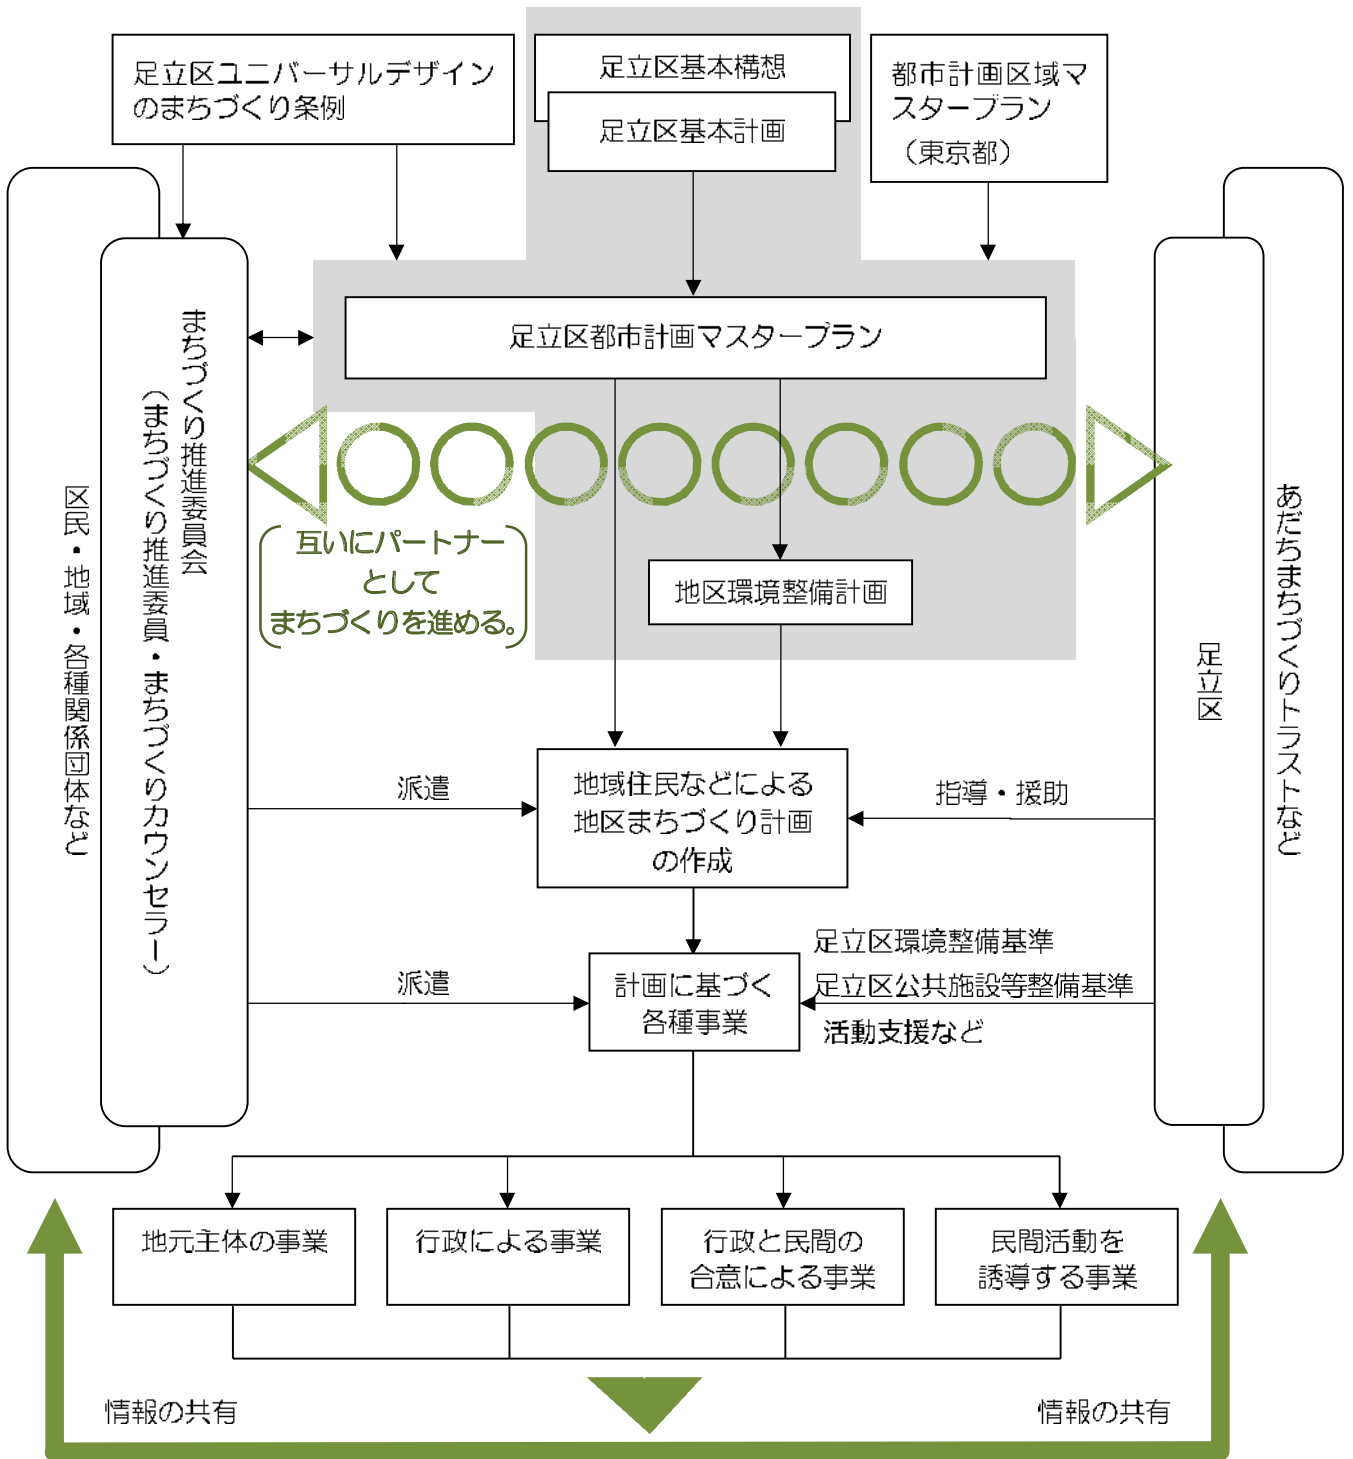 足立区ユニバーサルデザイン
のまちづくり条例
足立区基本構想
足立区基本計画
都市計画区域マ
スタープラン
（東京都）
足立区都市計画マスタープラン
区民・地域・各種関係団体など
まちづくり推進委員会
（まちづくり推進委員・まちづくりカウンセラー）
互いにパートナー
として
まちづくりを進める。
地区環境整備計画
足立区
あだちまちづくりトラストなど
派遣
地域住民などによる
地区まちづくり計画
の作成
指導・援助
派遣
計画に基づく
各種事業
足立区環境整備基準
足立区公共施設等整備基準
活動支援など
地元主体の事業
行政による事業
行政と民間の
合意による事業
民間活動を
誘導する事業
情報の共有
情報の共有